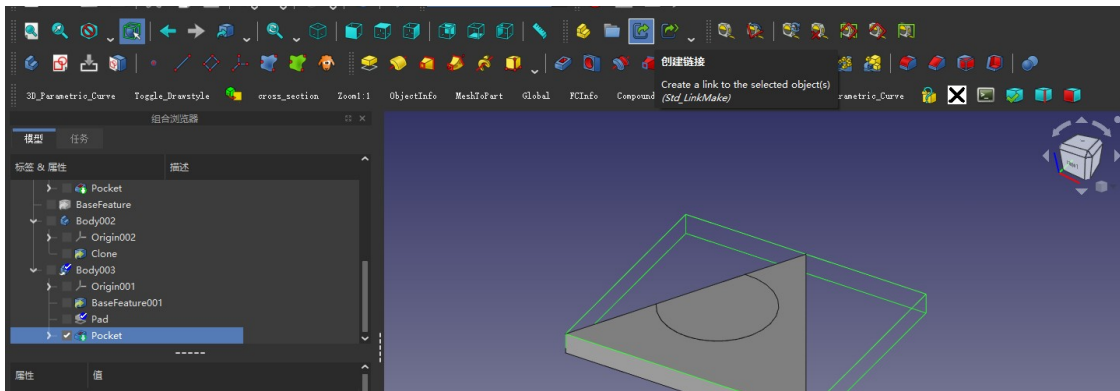 创建链接
Create a link to the selected object(s)
(Std_LinkMake)
3D_Parametric_Curve Toggle_Drawstyle cross_section Zoom1:1 ObjectInfo MeshToPart Global FCInfo Compound rametric_Curve
组合浏览器
模型 任务
标签 & 属性 描述
Pocket
BaseFeature
Body002
Origin002
Clone
Body003
Origin001
BaseFeature001
Pad
Pocket
属性 值